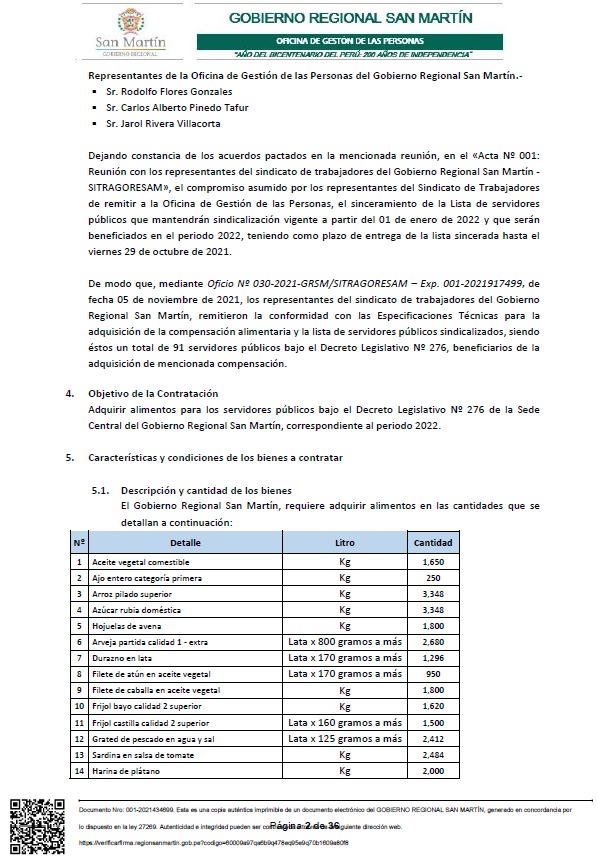 San Martín
GOBIERNO REGIONAL
GOBIERNO REGIONAL SAN MARTÍN
OFICINA DE GESTIÓN DE LAS PERSONAS
"AÑO DEL BICENTENARIO DEL PERÚ: 200 AÑOS DE INDEPENDENCIA"
Representantes de la Oficina de Gestión de las Personas del Gobierno Regional San Martín.-
▪ Sr. Rodolfo Flores Gonzales
▪ Sr. Carlos Alberto Pinedo Tafur
▪ Sr. Jarol Rivera Villacorta
Dejando constancia de los acuerdos pactados en la mencionada reunión, en el «Acta Nº 001:
Reunión con los representantes del sindicato de trabajadores del Gobierno Regional San Martín -
SITRAGORESAM», el compromiso asumido por los representantes del Sindicato de Trabajadores
de remitir a la Oficina de Gestión de las Personas, el sinceramiento de la Lista de servidores
públicos que mantendrán sindicalización vigente a partir del 01 de enero de 2022 y que serán
beneficiados en el periodo 2022, teniendo como plazo de entrega de la lista sincerada hasta el
viernes 29 de octubre de 2021.
De modo que, mediante Oficio Nº 030-2021-GRSM/SITRAGORESAM – Exp. 001-2021917499, de
fecha 05 de noviembre de 2021, los representantes del sindicato de trabajadores del Gobierno
Regional San Martín, remitieron la conformidad con las Especificaciones Técnicas para la
adquisición de la compensación alimentaria y la lista de servidores públicos sindicalizados, siendo
éstos un total de 91 servidores públicos bajo el Decreto Legislativo Nº 276, beneficiarios de la
adquisición de mencionada compensación.
4. Objetivo de la Contratación
Adquirir alimentos para los servidores públicos bajo el Decreto Legislativo Nº 276 de la Sede
Central del Gobierno Regional San Martín, correspondiente al periodo 2022.
5. Características y condiciones de los bienes a contratar
5.1. Descripción y cantidad de los bienes
El Gobierno Regional San Martín, requiere adquirir alimentos en las cantidades que se
detallan a continuación:
Nº Detalle Litro Cantidad
1 Aceite vegetal comestible Kg 1,650
2 Ajo entero categoría primera Kg 250
3 Arroz pilado superior Kg 3,348
4 Azúcar rubia doméstica Kg 3,348
5 Hojuelas de avena Kg 1,800
6 Arveja partida calidad 1 - extra Lata x 800 gramos a más 2,680
7 Durazno en lata Lata x 170 gramos a más 1,296
8 Filete de atún en aceite vegetal Lata x 170 gramos a más 950
9 Filete de caballa en aceite vegetal Kg 1,800
10 Frijol bayo calidad 2 superior Kg 1,620
11 Frijol castilla calidad 2 superior Lata x 160 gramos a más 1,500
12 Grated de pescado en agua y sal Lata x 125 gramos a más 2,412
13 Sardina en salsa de tomate Kg 2,484
14 Harina de plátano Kg 2,000
Documento Nro: 001-2021434699. Esta es una copia auténtica imprimible de un documento electrónico del GOBIERNO REGIONAL SAN MARTÍN, generado en concordancia por
lo dispuesto en la ley 27269. Autenticidad e integridad pueden ser siguiente dirección web.
Página 2 de 36
https://verificarfirma.regionsanmartin.gob.pe?codigo=60009a97qa6b9q478eq95e9q70b1609a80f8